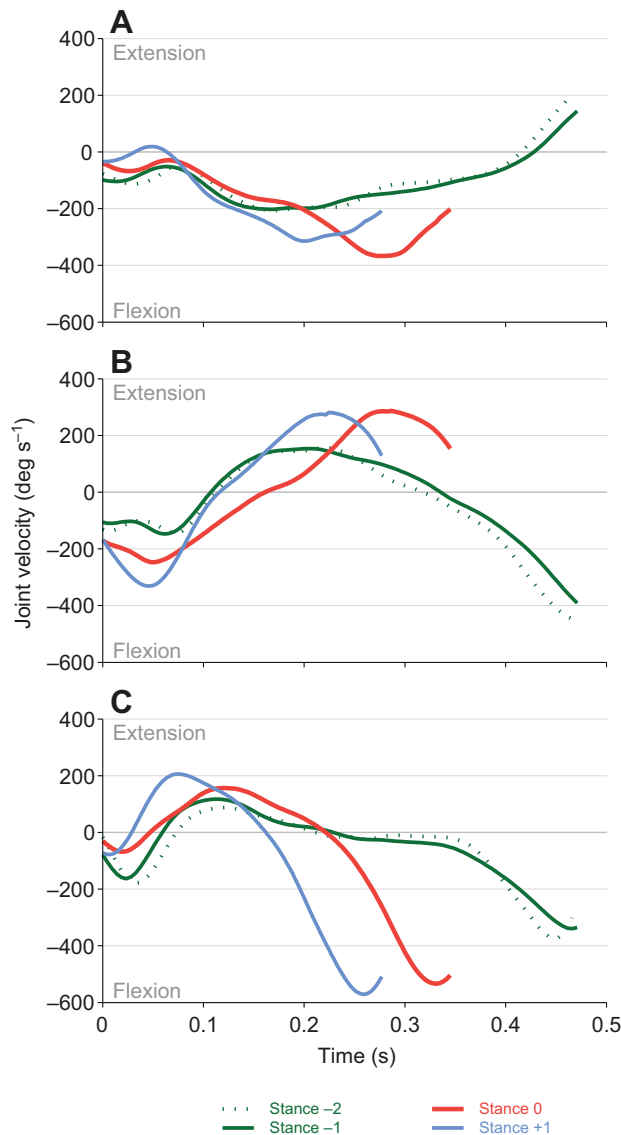 A
400
Extension
200
0
–200
–400
Flexion
–600
B
400
Extension
200
0
–200
–400
Flexion
–600
Joint velocity (deg s⁻¹)
C
400
Extension
200
0
–200
–400
Flexion
–600
0 0.1 0.2 0.3 0.4 0.5
Time (s)
Stance –2 Stance 0
Stance –1 Stance +1